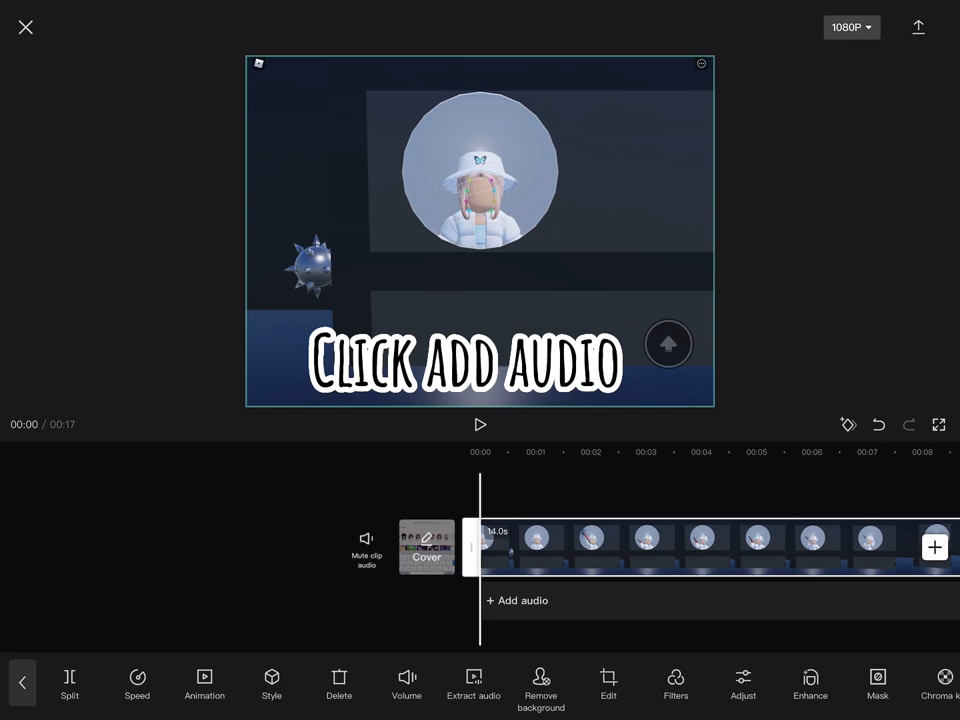 1080P
CLICK ADD AUDIO
00:00 / 00:17
00:00 00:01 00:02 00:03 00:04 00:05 00:06 00:07 00:08
14.0s
Mute clip
audio
Cover
+ Add audio
Split
Speed
Animation
Style
Delete
Volume
Extract audio
Remove
background
Edit
Filters
Adjust
Enhance
Mask
Chroma k